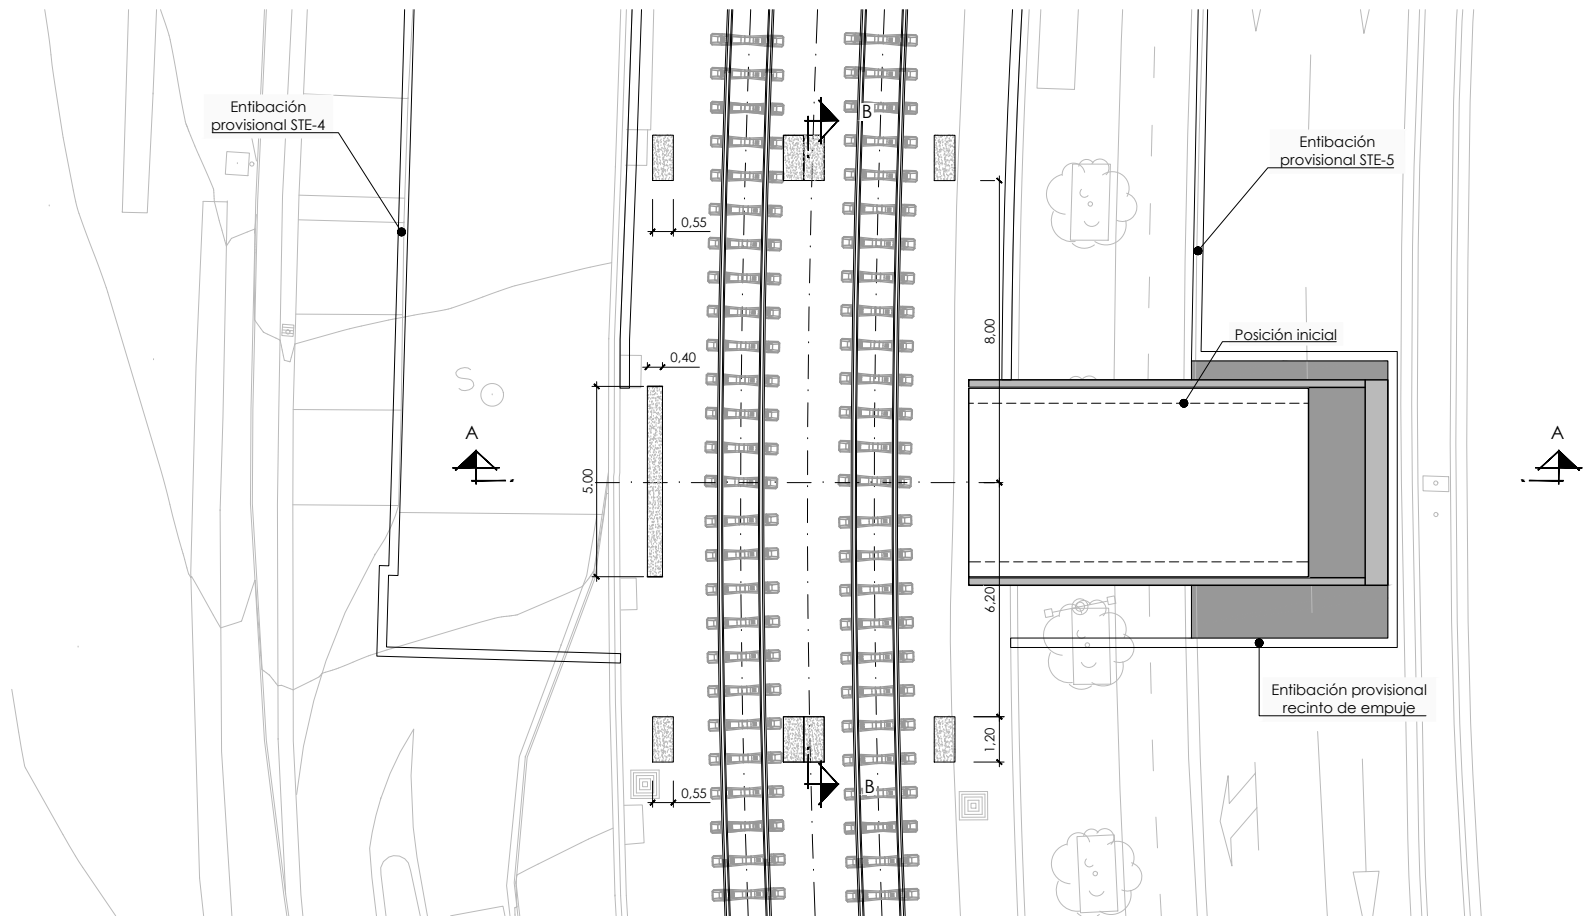 Entibación
provisional STE-4
B
Entibación
provisional STE-5
0,55
8,00
Posición inicial
0,40
S
A
A
5.00
6,20
Entibación provisional
recinto de empuje
1,20
B
0,55